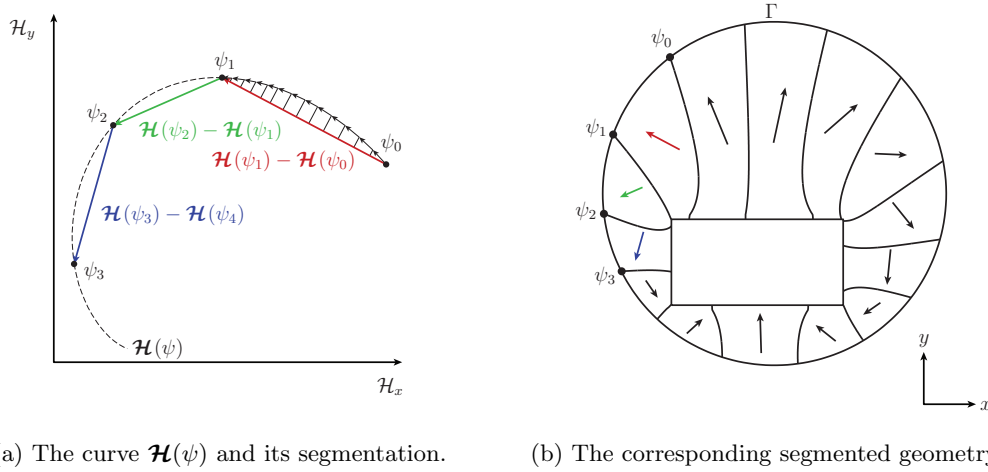 𝓗_y
ψ_1
ψ_2
ψ_0
𝓗(ψ_2) − 𝓗(ψ_1)
𝓗(ψ_1) − 𝓗(ψ_0)
𝓗(ψ_3) − 𝓗(ψ_4)
ψ_3
𝓗(ψ)
𝓗_x
Γ
ψ_0
ψ_1
ψ_2
ψ_3
y
x
a) The curve 𝓗(ψ) and its segmentation.
(b) The corresponding segmented geometry